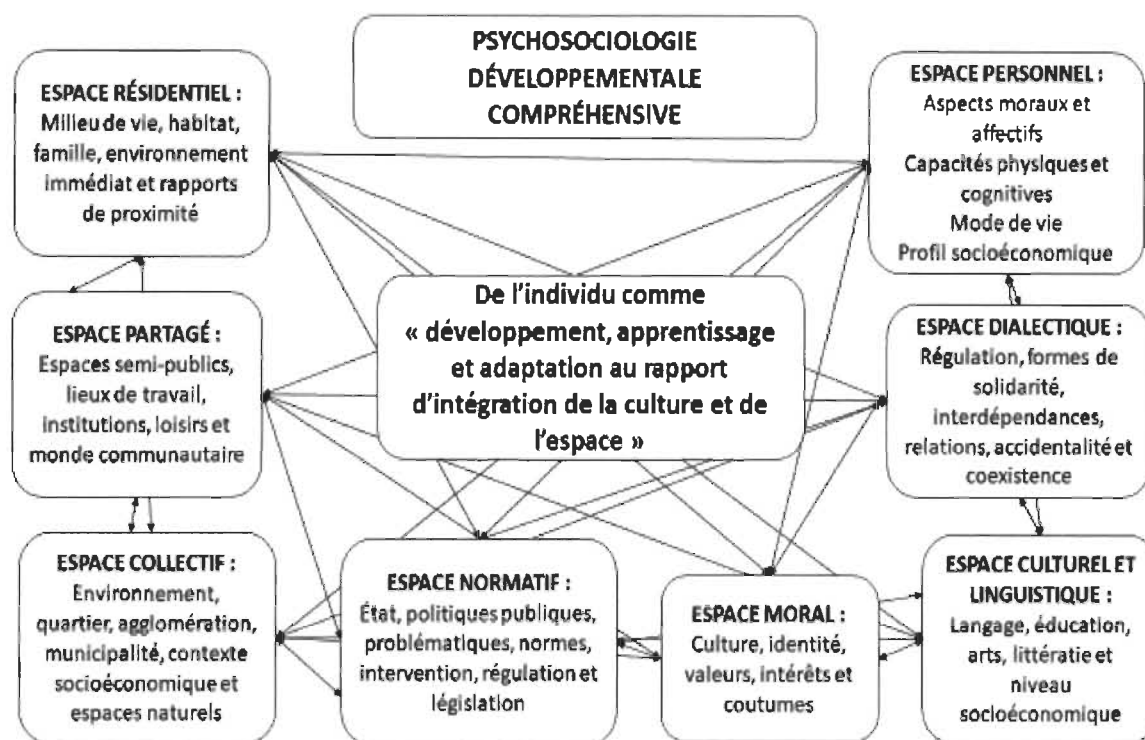 PSYCHOSOCIOLOGIE
DÉVELOPPEMENTALE
COMPRÉHENSIVE
ESPACE RÉSIDENTIEL :
Milieu de vie, habitat,
famille, environnement
immédiat et rapports
de proximité
ESPACE PERSONNEL :
Aspects moraux et
affectifs
Capacités physiques et
cognitives
Mode de vie
Profil socioéconomique
De l'individu comme
« développement, apprentissage
et adaptation au rapport
d'intégration de la culture et de
l'espace »
ESPACE PARTAGÉ :
Espaces semi-publics,
lieux de travail,
institutions, loisirs et
monde communautaire
ESPACE DIALECTIQUE :
Régulation, formes de
solidarité,
interdépendances,
relations, accidentalité et
coexistence
ESPACE COLLECTIF :
Environnement,
quartier, agglomération,
municipalité, contexte
socioéconomique et
espaces naturels
ESPACE NORMATIF :
État, politiques publiques,
problématiques, normes,
intervention, régulation et
législation
ESPACE MORAL :
Culture, identité,
valeurs, intérêts et
coutumes
ESPACE CULTUREL ET
LINGUISTIQUE :
Langage, éducation,
arts, littératie et
niveau
socioéconomique